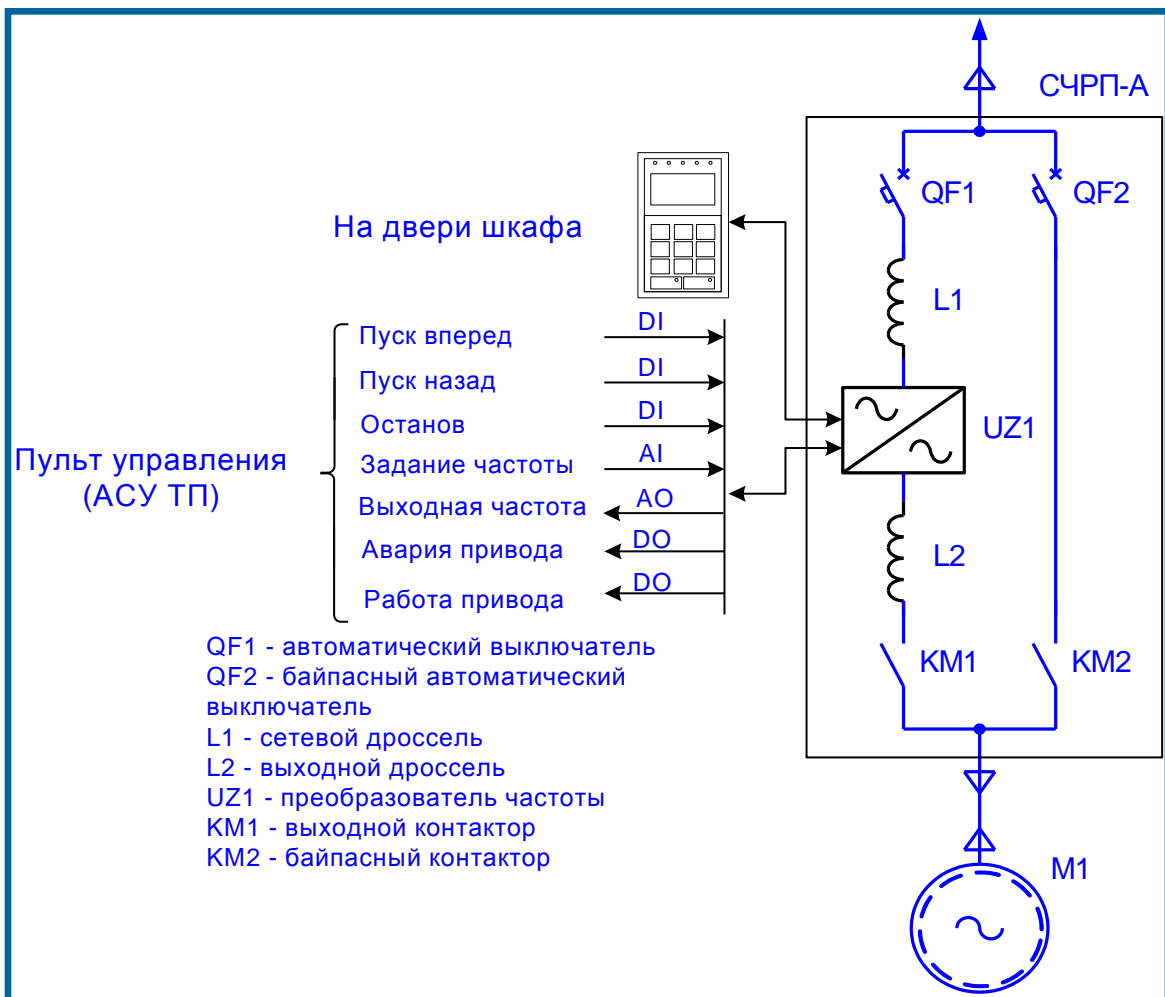 СЧРП-А
QF1
QF2
На двери шкафа
L1
DI
Пуск вперед
DI
Пуск назад
DI
Останов
UZ1
Пульт управления
(АСУ ТП)
AI
Задание частоты
AO
Выходная частота
DO
Авария привода
L2
DO
Работа привода
KM1
KM2
QF1 - автоматический выключатель
QF2 - байпасный автоматический
выключатель
L1 - сетевой дроссель
L2 - выходной дроссель
UZ1 - преобразователь частоты
KM1 - выходной контактор
KM2 - байпасный контактор
M1